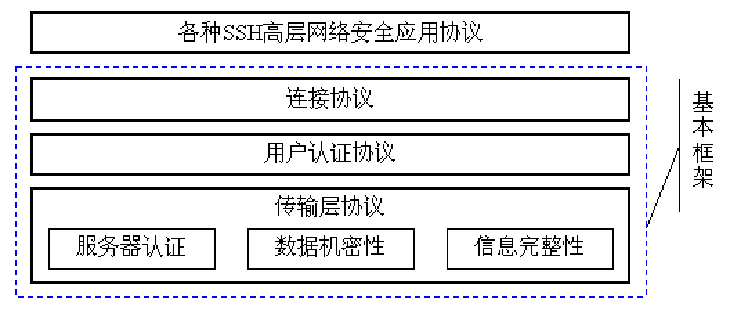 各种SSH高层网络安全应用协议
连接协议
用户认证协议
传输层协议
服务器认证
数据机密性
信息完整性
基本框架